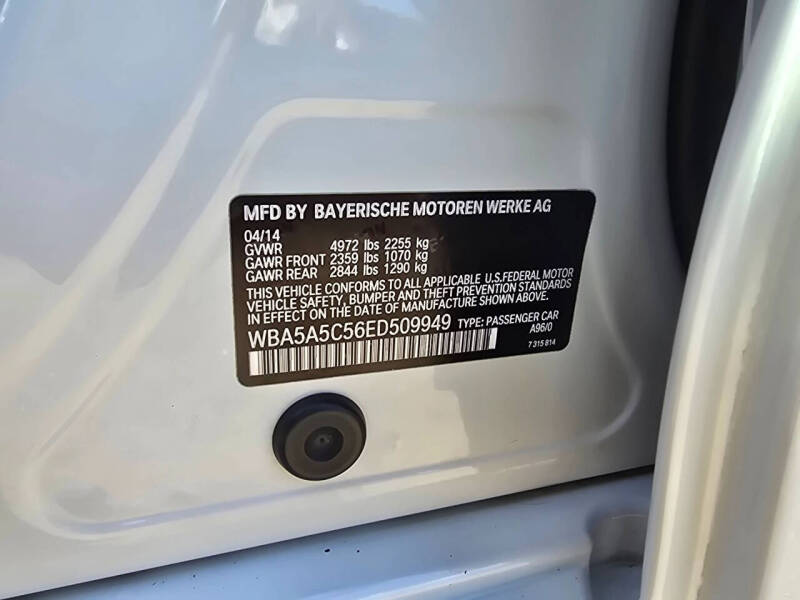 MFD BY BAYERISCHE MOTOREN WERKE AG
04/14
GVWR 4972 lbs 2255 kg
GAWR FRONT 2359 lbs 1070 kg
GAWR REAR 2844 lbs 1290 kg
THIS VEHICLE CONFORMS TO ALL APPLICABLE U.S.FEDERAL MOTOR
VEHICLE SAFETY, BUMPER AND THEFT PREVENTION STANDARDS
IN EFFECT ON THE DATE OF MANUFACTURE SHOWN ABOVE.
WBA5A5C56ED509949 TYPE: PASSENGER CAR
A96/0
7 315 814